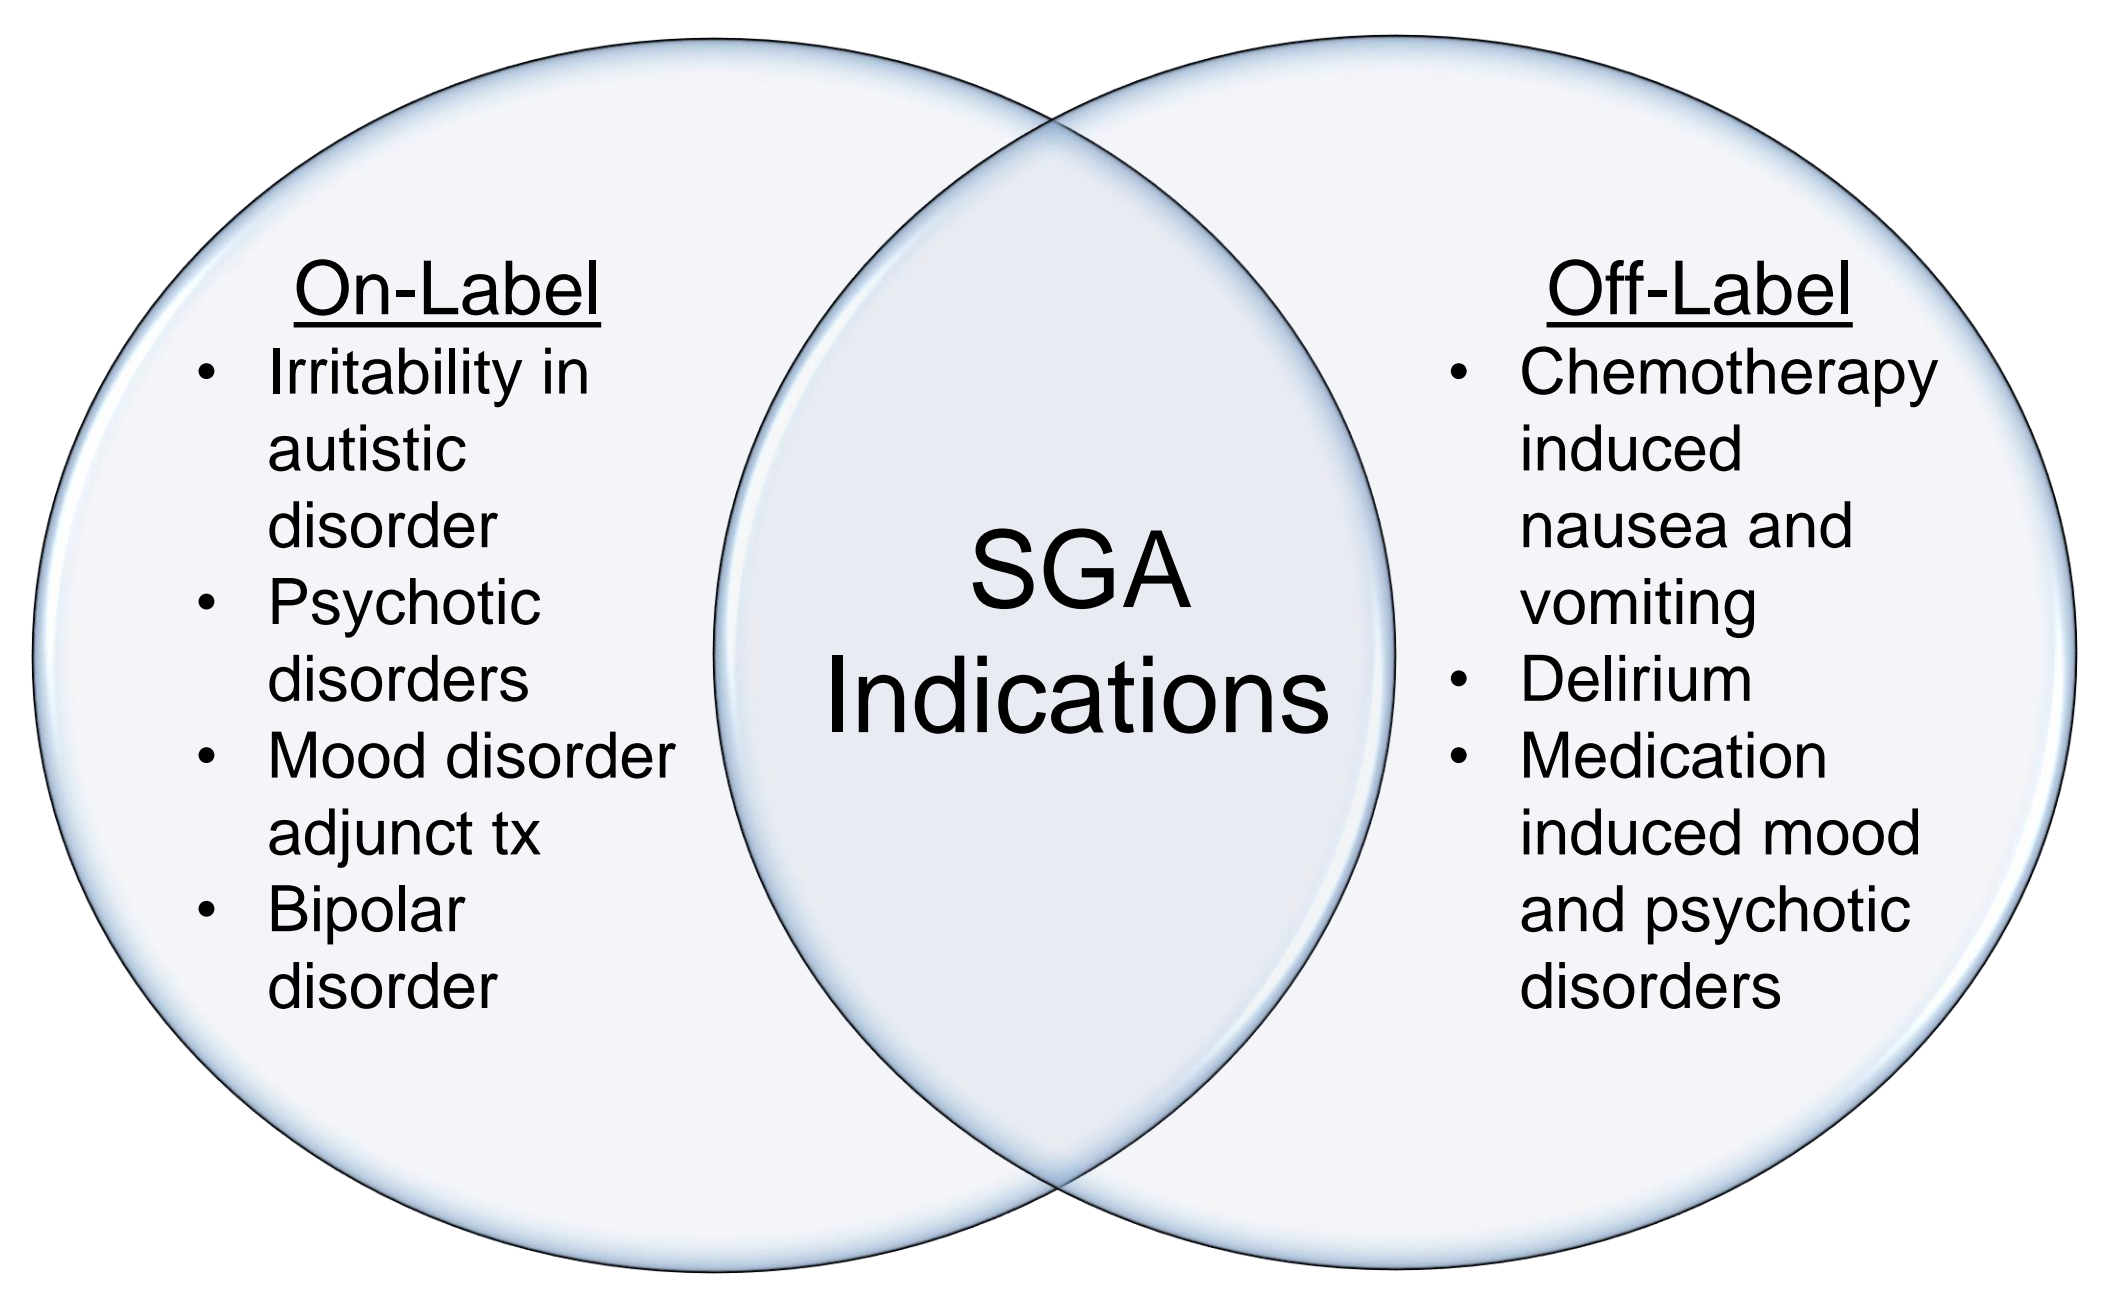 On-Label
• Irritability in
autistic
disorder
• Psychotic
disorders
• Mood disorder
adjunct tx
• Bipolar
disorder
SGA
Indications
Off-Label
• Chemotherapy
induced
nausea and
vomiting
• Delirium
• Medication
induced mood
and psychotic
disorders